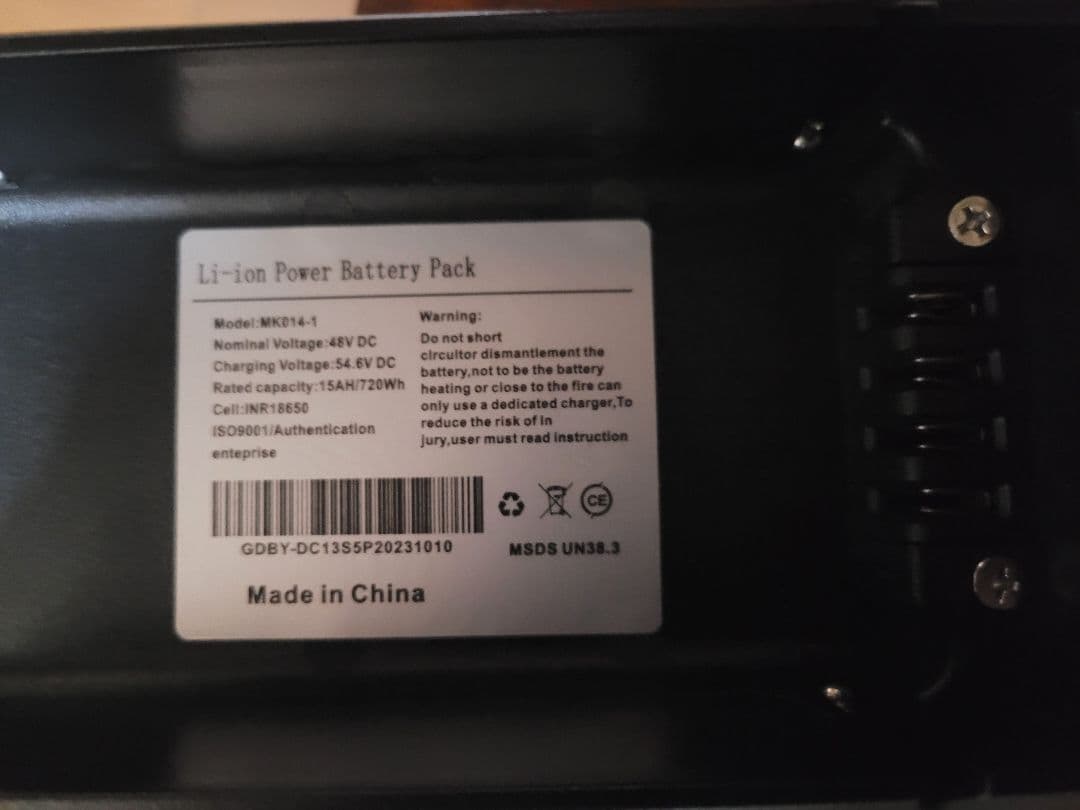 Li-ion Power Battery Pack
Model:MK014-1
Nominal Voltage:48V DC
Charging Voltage:54.6V DC
Rated capacity:15AH/720Wh
Cell:INR18650
ISO9001/Authentication
enteprise
Warning:
Do not short
circuitor dismantlement the
battery,not to be the battery
heating or close to the fire can
only use a dedicated charger,To
reduce the risk of in
jury,user must read instruction
CE
GDBY-DC13S5P20231010
MSDS UN38.3
Made in China